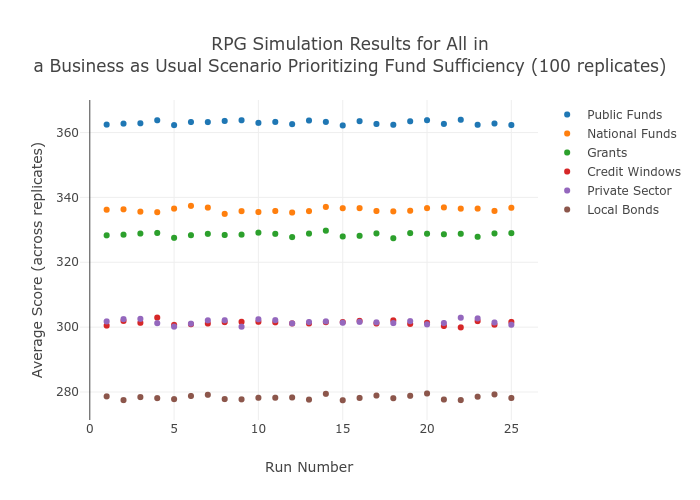 RPG Simulation Results for All in
a Business as Usual Scenario Prioritizing Fund Sufficiency (100 replicates)
Average Score (across replicates)
360
340
320
300
280
0 5 10 15 20 25
Run Number
Public Funds
National Funds
Grants
Credit Windows
Private Sector
Local Bonds